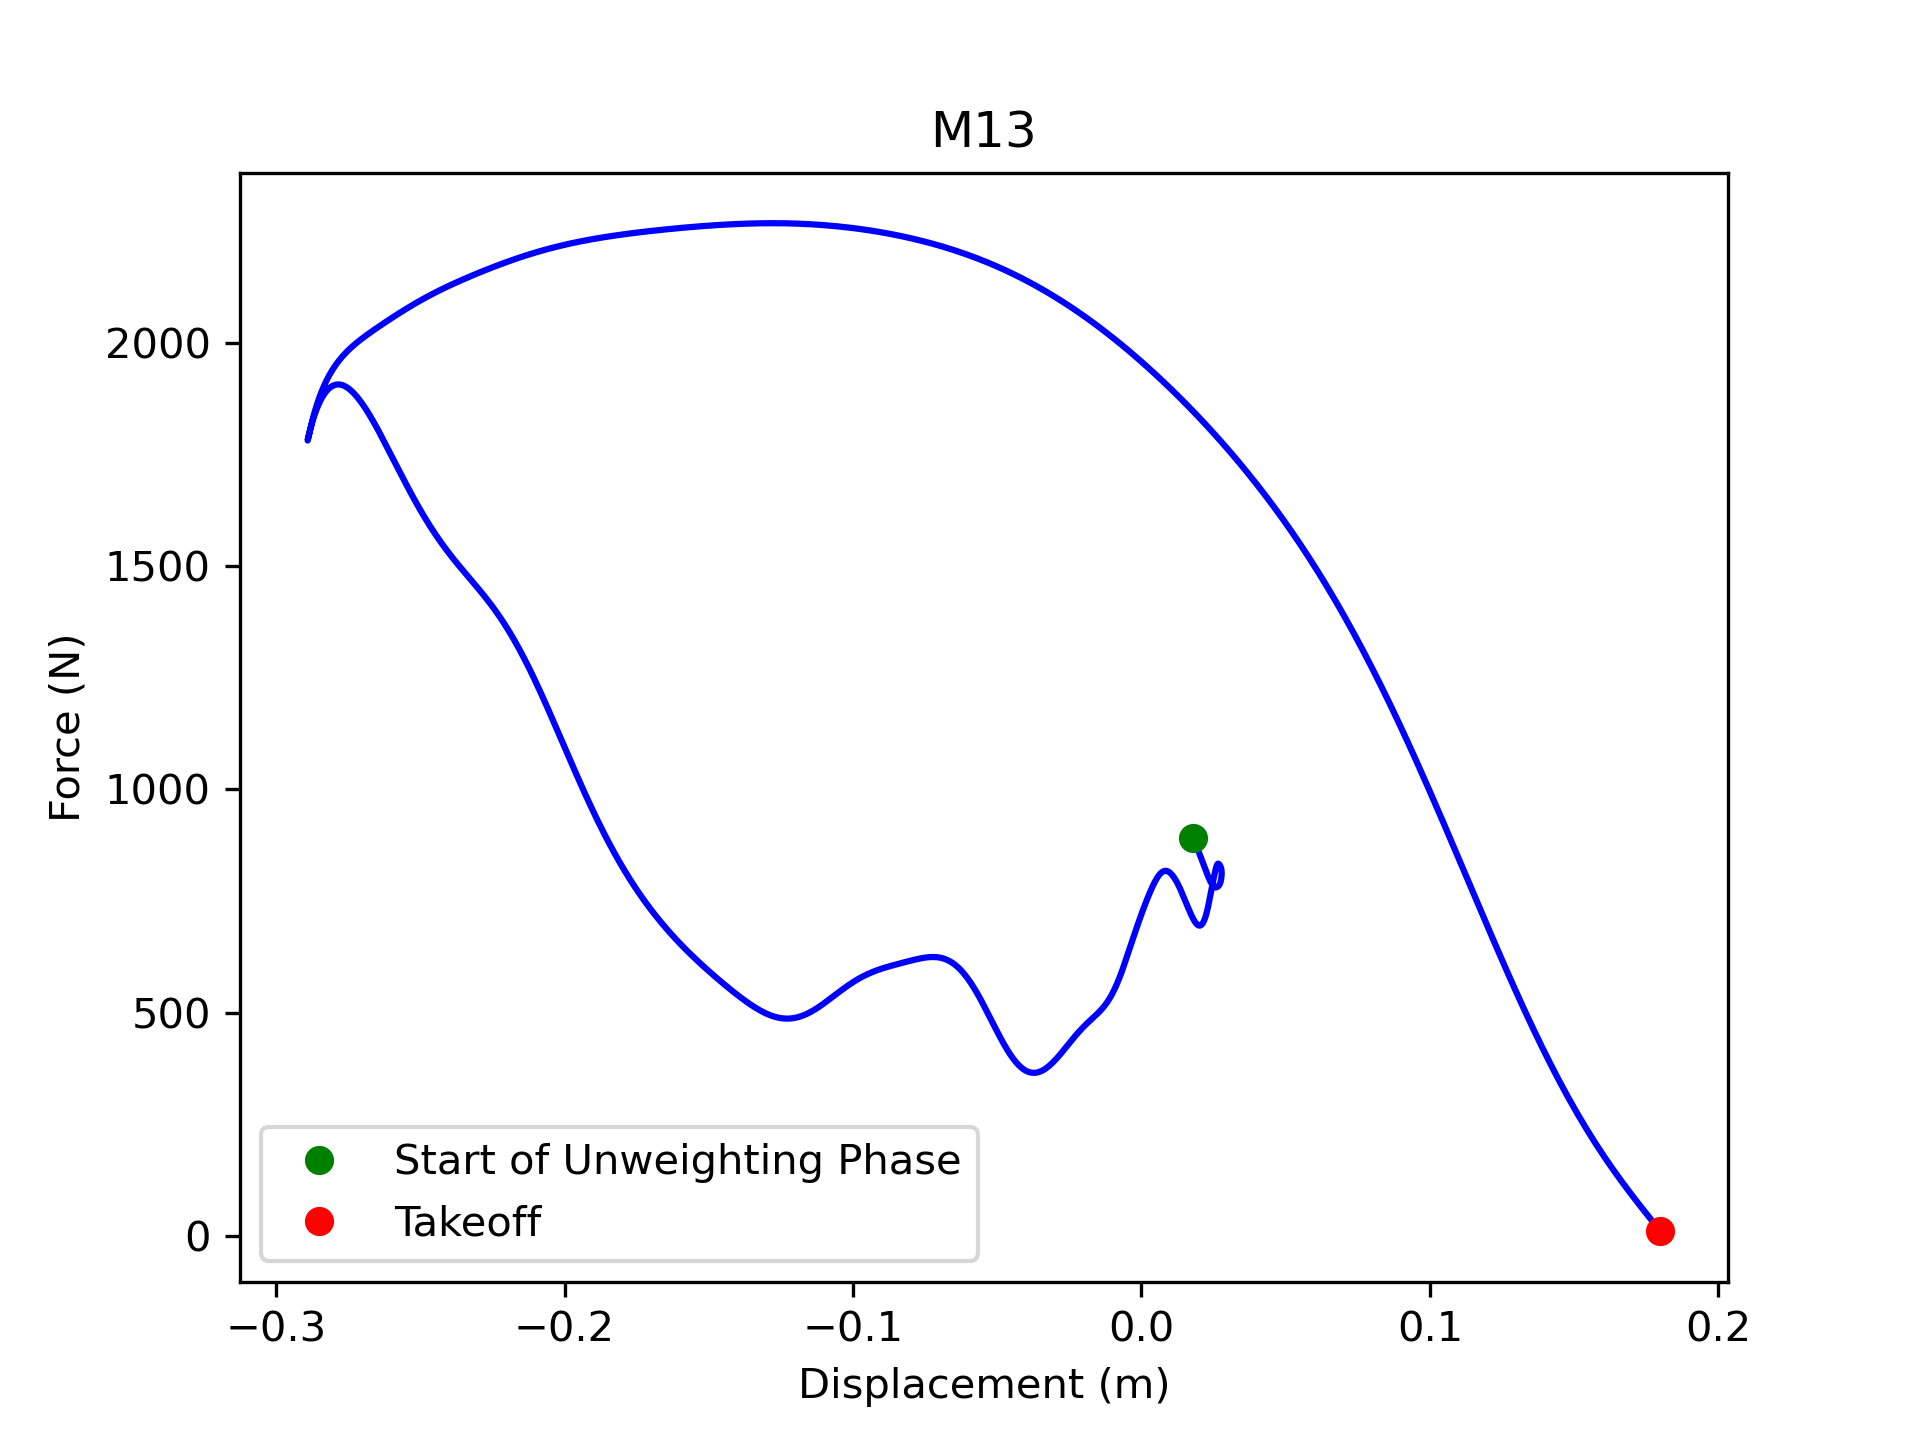 M13
2000
1500
1000
500
0
Force (N)
−0.3 −0.2 −0.1 0.0 0.1 0.2
Displacement (m)
Start of Unweighting Phase
Takeoff